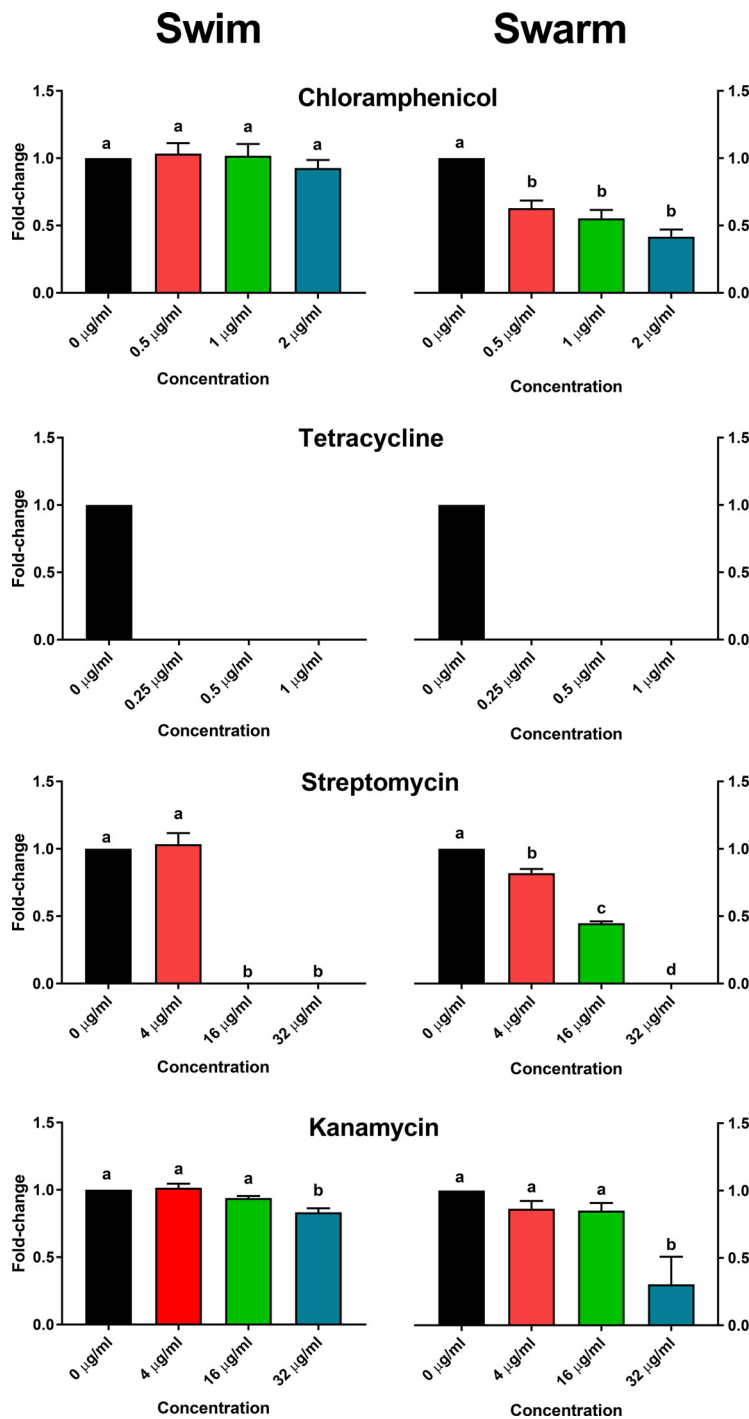 Swim Swarm
Chloramphenicol
Fold-change
1.5 1.5
a a a a a
1.0 1.0
b b b
0.5 0.5
0.0 0.0
0 μg/ml 0.5 μg/ml 1 μg/ml 2 μg/ml 0 μg/ml 0.5 μg/ml 1 μg/ml 2 μg/ml
Concentration Concentration
Tetracycline
Fold-change
1.5 1.5
1.0 1.0
0.5 0.5
0.0 0.0
0 μg/ml 0.25 μg/ml 0.5 μg/ml 1 μg/ml 0 μg/ml 0.25 μg/ml 0.5 μg/ml 1 μg/ml
Concentration Concentration
Streptomycin
Fold-change
1.5 1.5
a a a b
1.0 1.0
c
0.5 0.5
b b d
0.0 0.0
0 μg/ml 4 μg/ml 16 μg/ml 32 μg/ml 0 μg/ml 4 μg/ml 16 μg/ml 32 μg/ml
Concentration Concentration
Kanamycin
Fold-change
1.5 1.5
a a a b a a a
1.0 1.0
b
0.5 0.5
0.0 0.0
0 μg/ml 4 μg/ml 16 μg/ml 32 μg/ml 0 μg/ml 4 μg/ml 16 μg/ml 32 μg/ml
Concentration Concentration